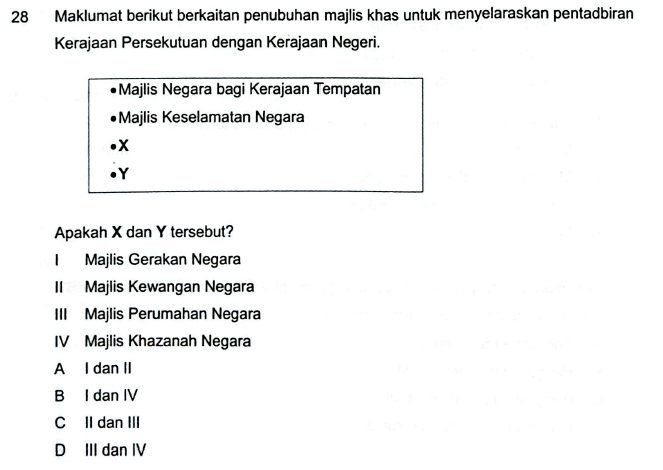 28 Maklumat berikut berkaitan penubuhan majlis khas untuk menyelaraskan pentadbiran
Kerajaan Persekutuan dengan Kerajaan Negeri.
• Majlis Negara bagi Kerajaan Tempatan
• Majlis Keselamatan Negara
• X
• Y
Apakah X dan Y tersebut?
I Majlis Gerakan Negara
II Majlis Kewangan Negara
III Majlis Perumahan Negara
IV Majlis Khazanah Negara
A I dan II
B I dan IV
C II dan III
D III dan IV